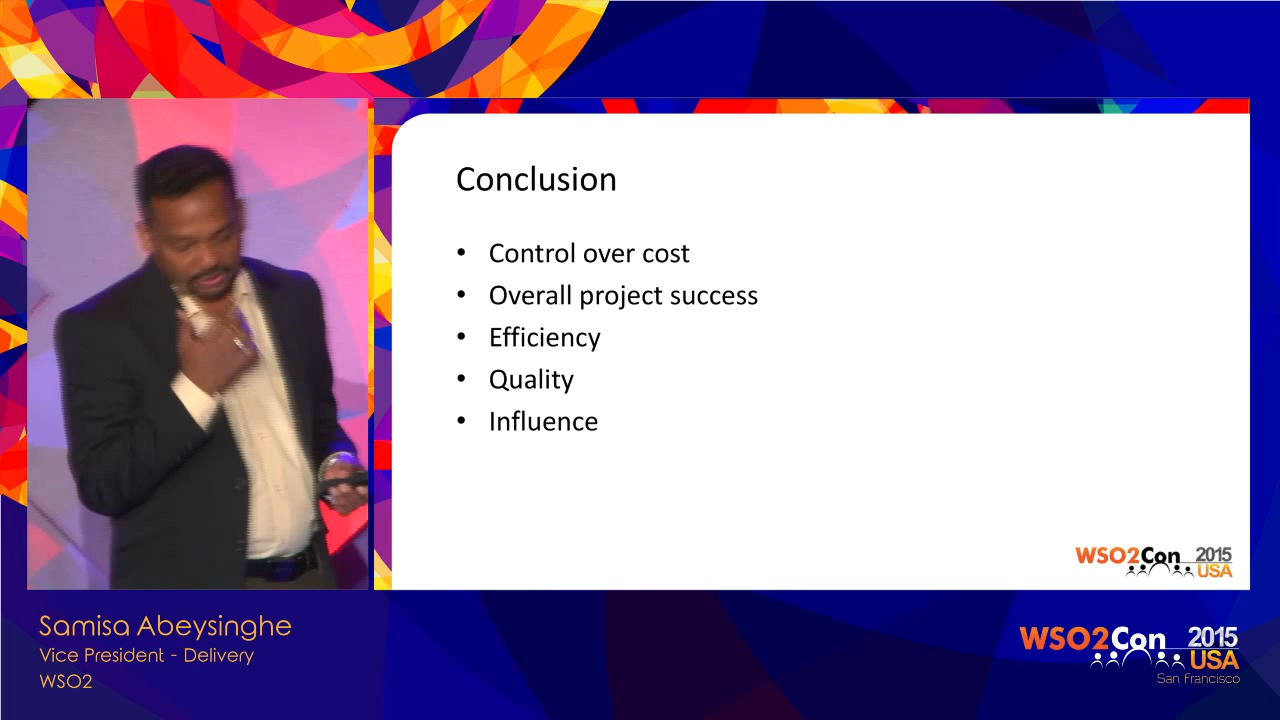 Conclusion
• Control over cost
• Overall project success
• Efficiency
• Quality
• Influence
WSO2Con 2015
USA
Samisa Abeysinghe
Vice President - Delivery
WSO2
WSO2Con 2015
USA
San Francisco